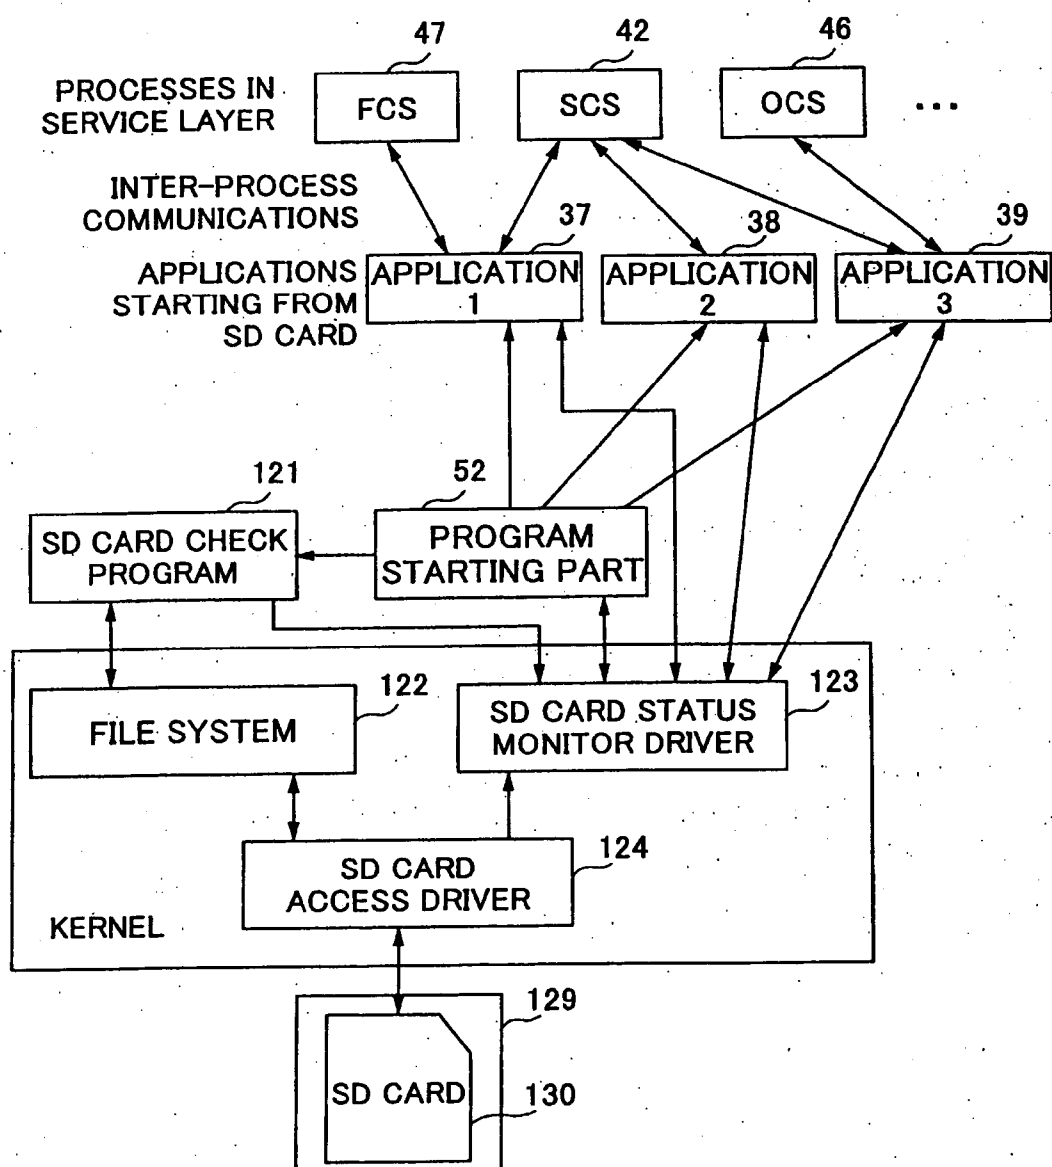 47
42
46
PROCESSES IN
SERVICE LAYER
FCS
SCS
OCS
...
INTER-PROCESS
COMMUNICATIONS
37
38
39
APPLICATIONS
STARTING FROM
SD CARD
APPLICATION
1
APPLICATION
2
APPLICATION
3
121
52
SD CARD CHECK
PROGRAM
PROGRAM
STARTING PART
122
123
FILE SYSTEM
SD CARD STATUS
MONITOR DRIVER
124
SD CARD
ACCESS DRIVER
KERNEL
129
SD CARD
130